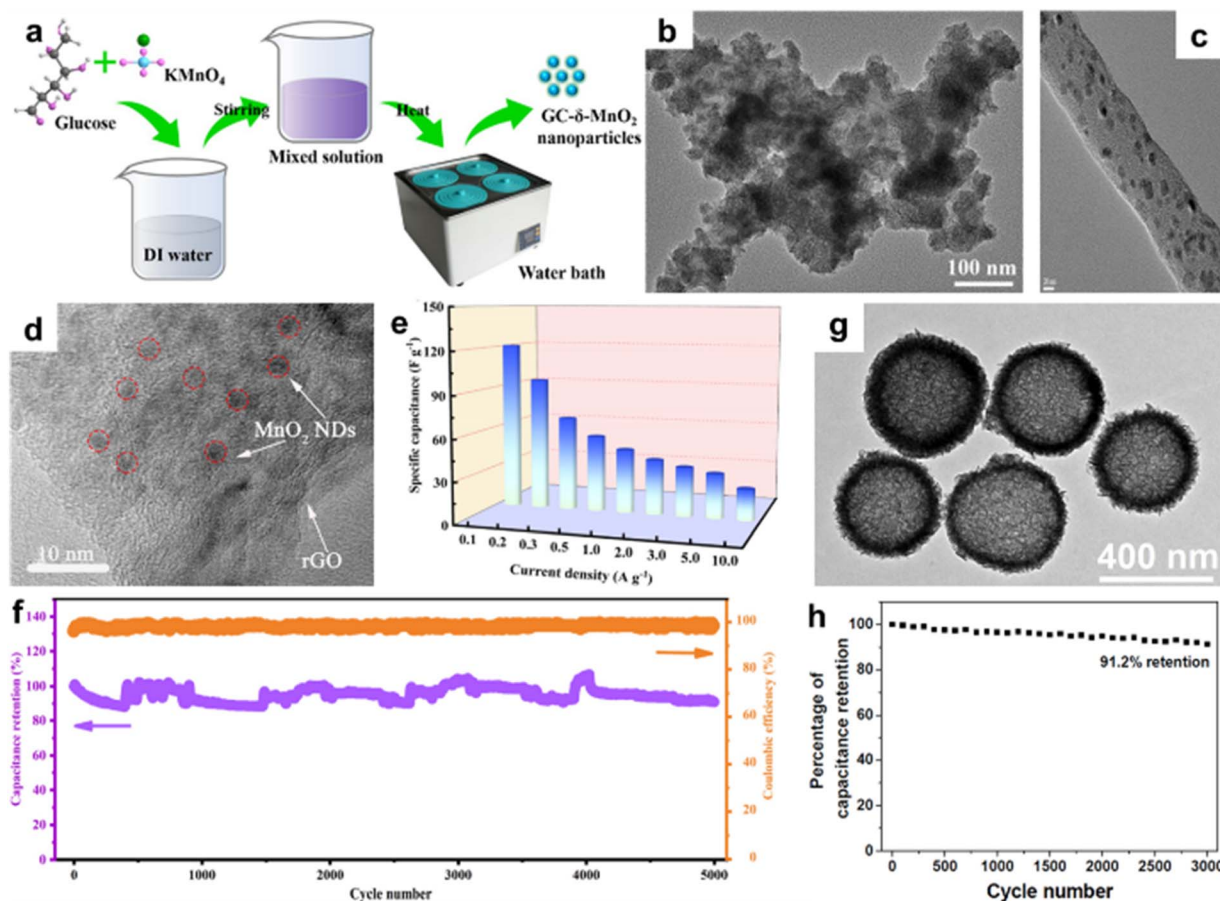 a
KMnO₄
Glucose
Stirring
Mixed solution
Heat
GC-δ-MnO₂
nanoparticles
DI water
Water bath
b
100 nm
c
d
MnO₂ NDs
rGO
10 nm
e
Specific capacitance (F g⁻¹)
150
120
90
60
30
0
0.1 0.2 0.3 0.5 1.0 2.0 3.0 5.0 10.0
Current density (A g⁻¹)
g
400 nm
f
Capacitance retention (%)
140
120
100
80
60
40
20
0
0 1000 2000 3000 4000 5000
Cycle number
100
80
60
40
20
0
Coulombic efficiency (%)
h
Percentage of
capacitance retention
100
80
60
40
20
0
91.2% retention
0 500 1000 1500 2000 2500 3000
Cycle number